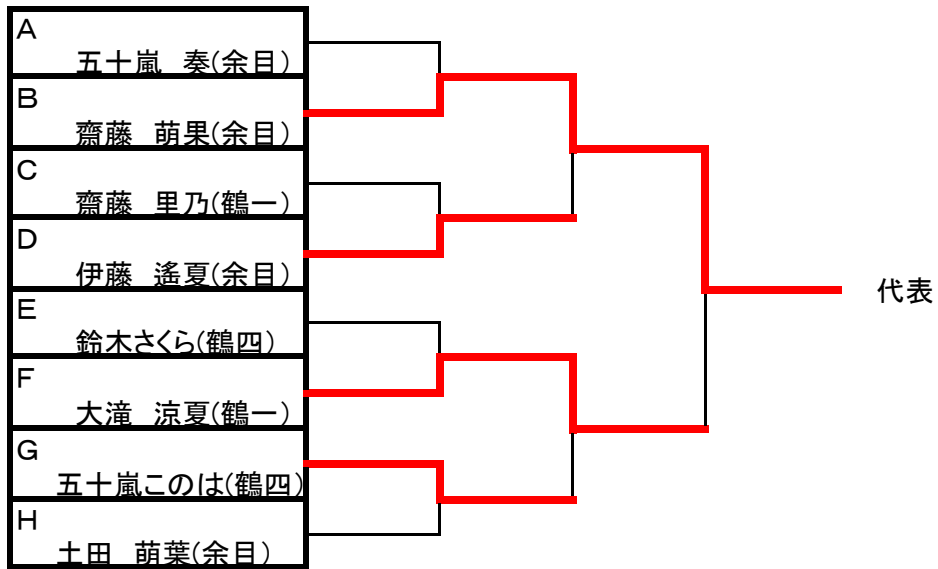 A
五十嵐　奏(余目)
B
齋藤　萌果(余目)
C
齋藤　里乃(鶴一)
D
伊藤　遙夏(余目)
E
鈴木さくら(鶴四)
F
大滝　涼夏(鶴一)
G
五十嵐このは(鶴四)
H
土田　萌葉(余目)
代表